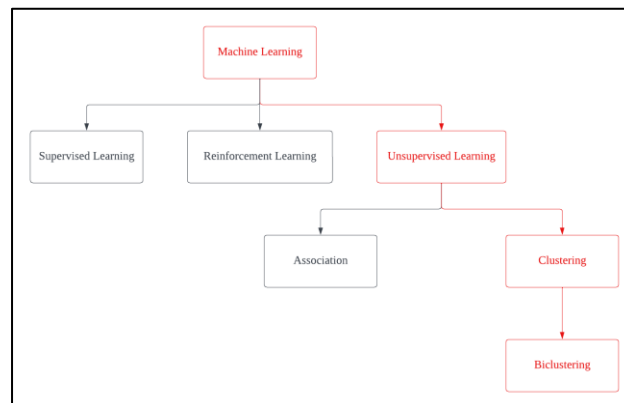 Machine Learning
Supervised Learning
Reinforcement Learning
Unsupervised Learning
Association
Clustering
Biclustering